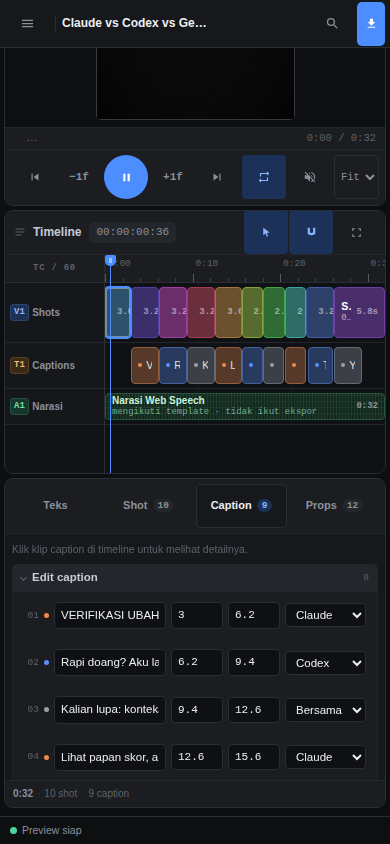 Claude vs Codex vs Ge…
...
0:00 / 0:32
−1f
+1f
Fit
Timeline
00:00:00:36
TC / 60
:00
0:10
0:20
V1
Shots
3.2
3.2
3.2
3.6
2.
2.
2
3.2
S.
0..
5.8s
T1
Captions
V
F
K
L
Y
A1
Narasi
Narasi Web Speech
mengikuti template · tidak ikut ekspor
0:32
Teks
Shot
10
Caption
9
Props
12
Klik klip caption di timeline untuk melihat detailnya.
Edit caption
9
01
VERIFIKASI UBAH
3
6.2
Claude
02
Rapi doang? Aku la
6.2
9.4
Codex
03
Kalian lupa: kontek
9.4
12.6
Bersama
04
Lihat papan skor, a
12.6
15.6
Claude
0:32 · 10 shot · 9 caption
Preview siap